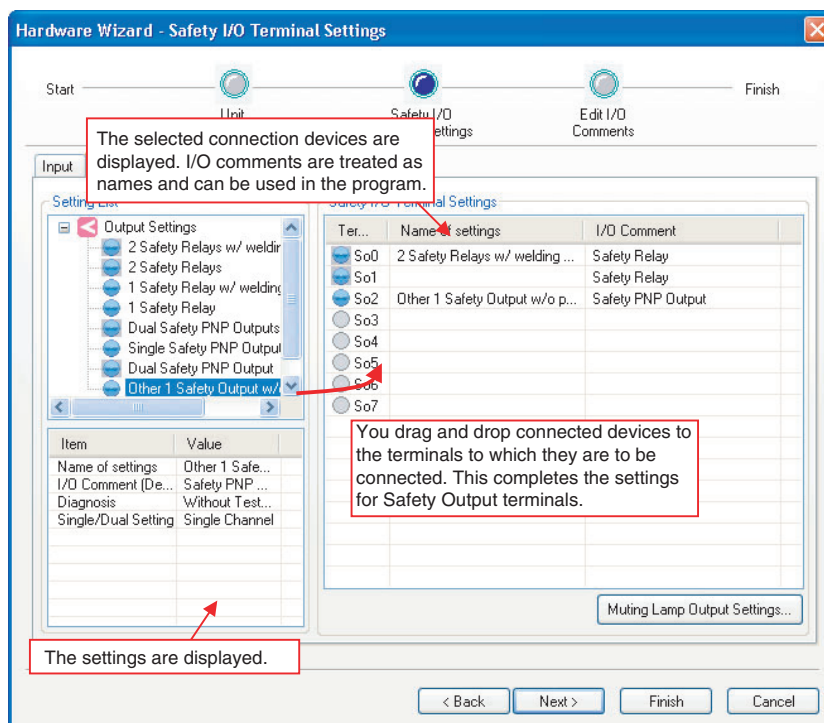 Hardware Wizard - Safety I/O Terminal Settings
Start
Unit
Safety I/O
ettings
Edit I/O
Comments
Finish
The selected connection devices are
displayed. I/O comments are treated as
names and can be used in the program.
Input
Setting List
Output Settings
2 Safety Relays w/ weldir
2 Safety Relays
1 Safety Relay w/ welding
1 Safety Relay
Dual Safety PNP Outputs
Single Safety PNP Output
Dual Safety PNP Output
Other 1 Safety Output w/
Item Value
Name of settings Other 1 Safe...
I/O Comment (De... Safety PNP ...
Diagnosis Without Test...
Single/Dual Setting Single Channel
The settings are displayed.
Safety I/O Terminal Settings
Ter... Name of settings I/O Comment
So0 2 Safety Relays w/ welding ... Safety Relay
So1 Safety Relay
So2 Other 1 Safety Output w/o p... Safety PNP Output
So3
So4
So5
So6
So7
You drag and drop connected devices to
the terminals to which they are to be
connected. This completes the settings
for Safety Output terminals.
Muting Lamp Output Settings...
< Back Next > Finish Cancel